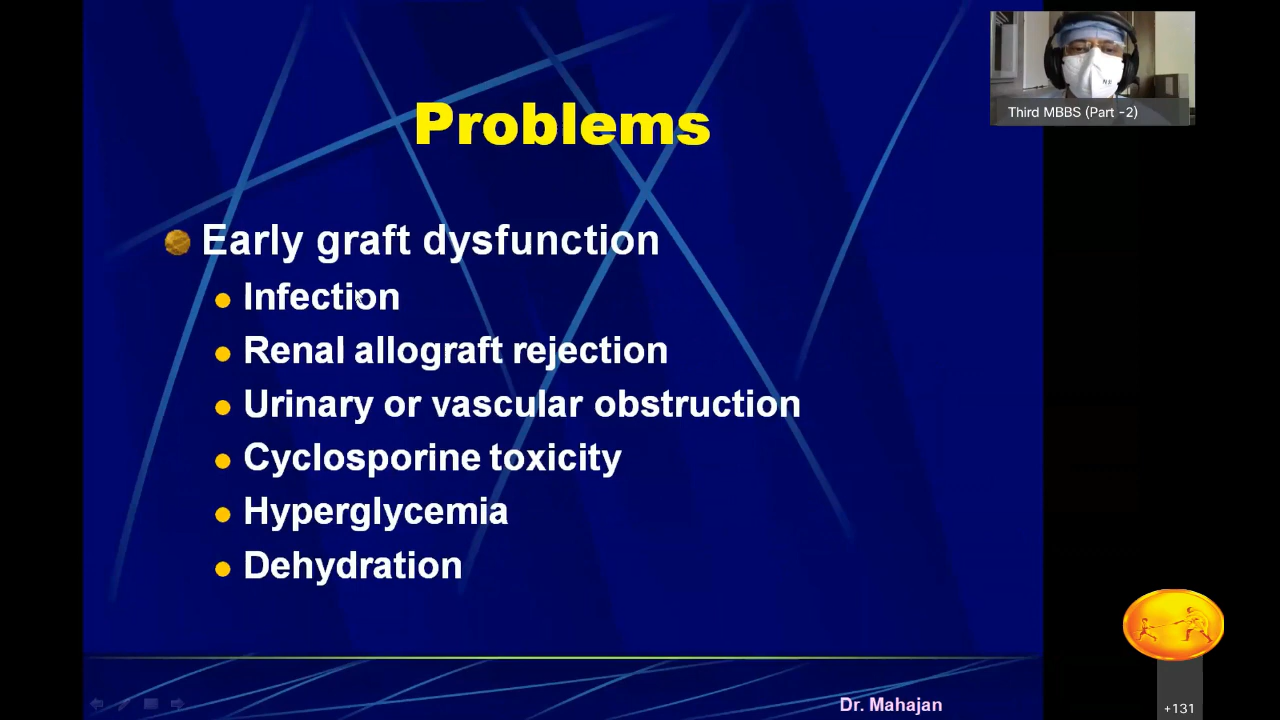 Problems
Early graft dysfunction
Infection
Renal allograft rejection
Urinary or vascular obstruction
Cyclosporine toxicity
Hyperglycemia
Dehydration
Dr. Mahajan
Third MBBS (Part -2)
+131